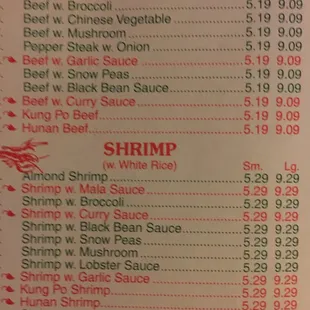 Beef w. Broccoli 5.19 9.09
Beef w. Chinese Vegetable 5.19 9.09
Beef w. Mushroom 5.19 9.09
Pepper Steak w. Onion 5.19 9.09
Beef w. Garlic Sauce 5.19 9.09
Beef w. Snow Peas 5.19 9.09
Beef w. Black Bean Sauce 5.19 9.09
Beef w. Curry Sauce 5.19 9.09
Kung Po Beef 5.19 9.09
Hunan Beef 5.19 9.09
SHRIMP
(w. White Rice) Sm. Lg.
Almond Shrimp 5.29 9.29
Shrimp w. Mala Sauce 5.29 9.29
Shrimp w. Broccoli 5.29 9.29
Shrimp w. Curry Sauce 5.29 9.29
Shrimp w. Black Bean Sauce 5.29 9.29
Shrimp w. Snow Peas 5.29 9.29
Shrimp w. Mushroom 5.29 9.29
Shrimp w. Lobster Sauce 5.29 9.29
Shrimp w. Garlic Sauce 5.29 9.29
Kung Po Shrimp 5.29 9.29
Hunan Shrimp 5.29 9.29